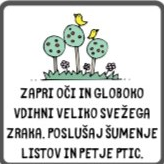 ZAPRI OČI IN GLOBOKO
VDIHNI VELIKO SVEŽEGA
ZRAKA. POSLUŠAJ ŠUMENJE
LISTOV IN PETJE PTIC.